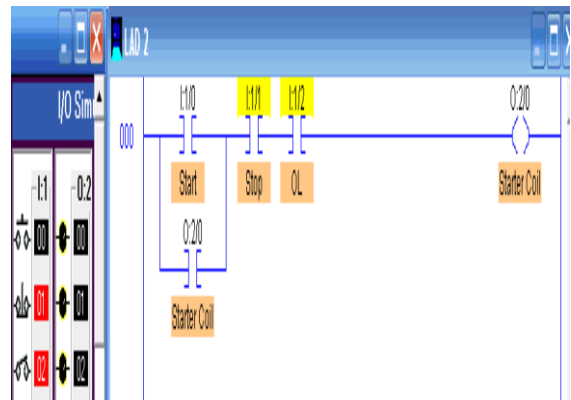 LAD 2
I/O Sim
I:1 O:2
00 00
01 01
02 02
000
I:1/0 I:1/1 I:1/2 O:2/0
Start Stop OL Starter Coil
O:2/0
Starter Coil